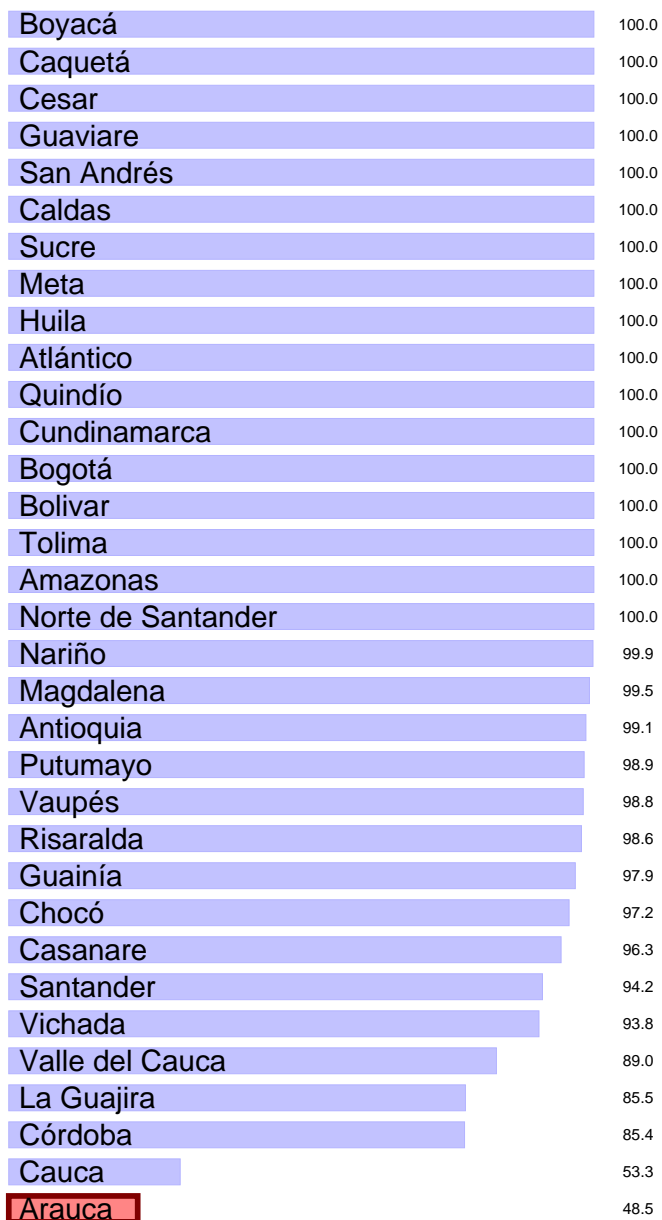 Boyacá 100.0
Caquetá 100.0
Cesar 100.0
Guaviare 100.0
San Andrés 100.0
Caldas 100.0
Sucre 100.0
Meta 100.0
Huila 100.0
Atlántico 100.0
Quindío 100.0
Cundinamarca 100.0
Bogotá 100.0
Bolivar 100.0
Tolima 100.0
Amazonas 100.0
Norte de Santander 100.0
Nariño 99.9
Magdalena 99.5
Antioquia 99.1
Putumayo 98.9
Vaupés 98.8
Risaralda 98.6
Guainía 97.9
Chocó 97.2
Casanare 96.3
Santander 94.2
Vichada 93.8
Valle del Cauca 89.0
La Guajira 85.5
Córdoba 85.4
Cauca 53.3
Arauca 48.5